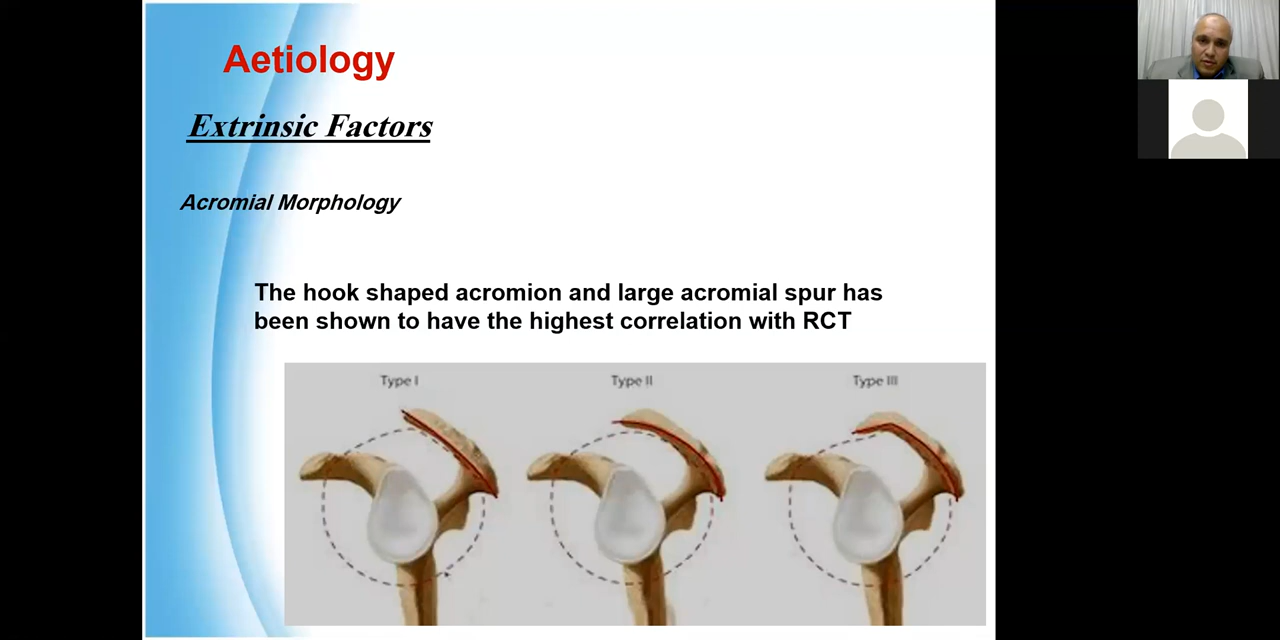 Aetiology
Extrinsic Factors
Acromial Morphology
The hook shaped acromion and large acromial spur has
been shown to have the highest correlation with RCT
Type I
Type II
Type III